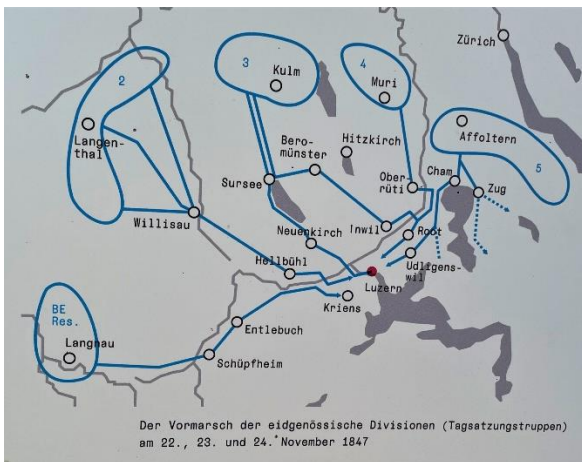 Zürich
2
3
Kulm
4
Muri
Affoltern
5
Langen-
thal
Bero-
münster
Hitzkirch
Sursee
Ober-
rüti
Cham
Zug
Willisau
Neuenkirch
Inwil
Root
Hellbühl
Udligens-
wil
Luzern
Kriens
BE
Res.
Entlebuch
Langnau
Schüpfheim
Der Vormarsch der eidgenössische Divisionen (Tagsatzungstruppen)
am 22., 23. und 24. November 1847